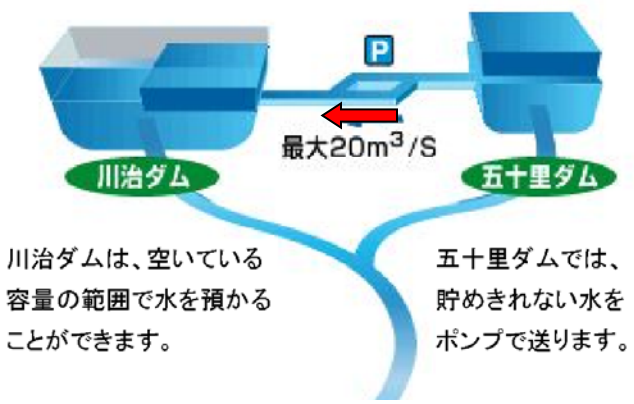 P
最大20m³/S
川治ダム
五十里ダム
川治ダムは、空いている
容量の範囲で水を預かる
ことができます。
五十里ダムでは、
貯めきれない水を
ポンプで送ります。